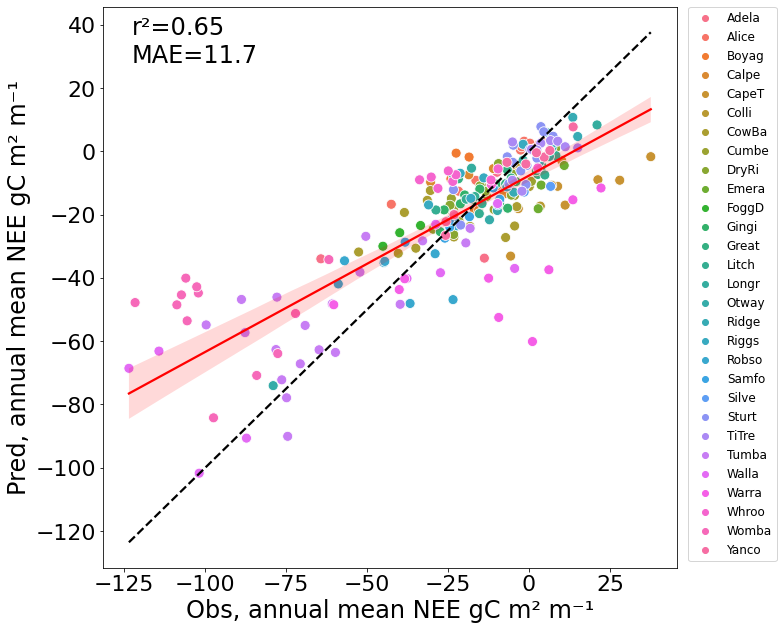 r²=0.65
MAE=11.7
40
20
0
−20
−40
−60
−80
−100
−120
−125
−100
−75
−50
−25
0
25
Pred, annual mean NEE gC m² m⁻¹
Obs, annual mean NEE gC m² m⁻¹
Adela
Alice
Boyag
Calpe
CapeT
Colli
CowBa
Cumbe
DryRi
Emera
FoggD
Gingi
Great
Litch
Longr
Otway
Ridge
Riggs
Robso
Samfo
Silve
Sturt
TiTre
Tumba
Walla
Warra
Whroo
Womba
Yanco